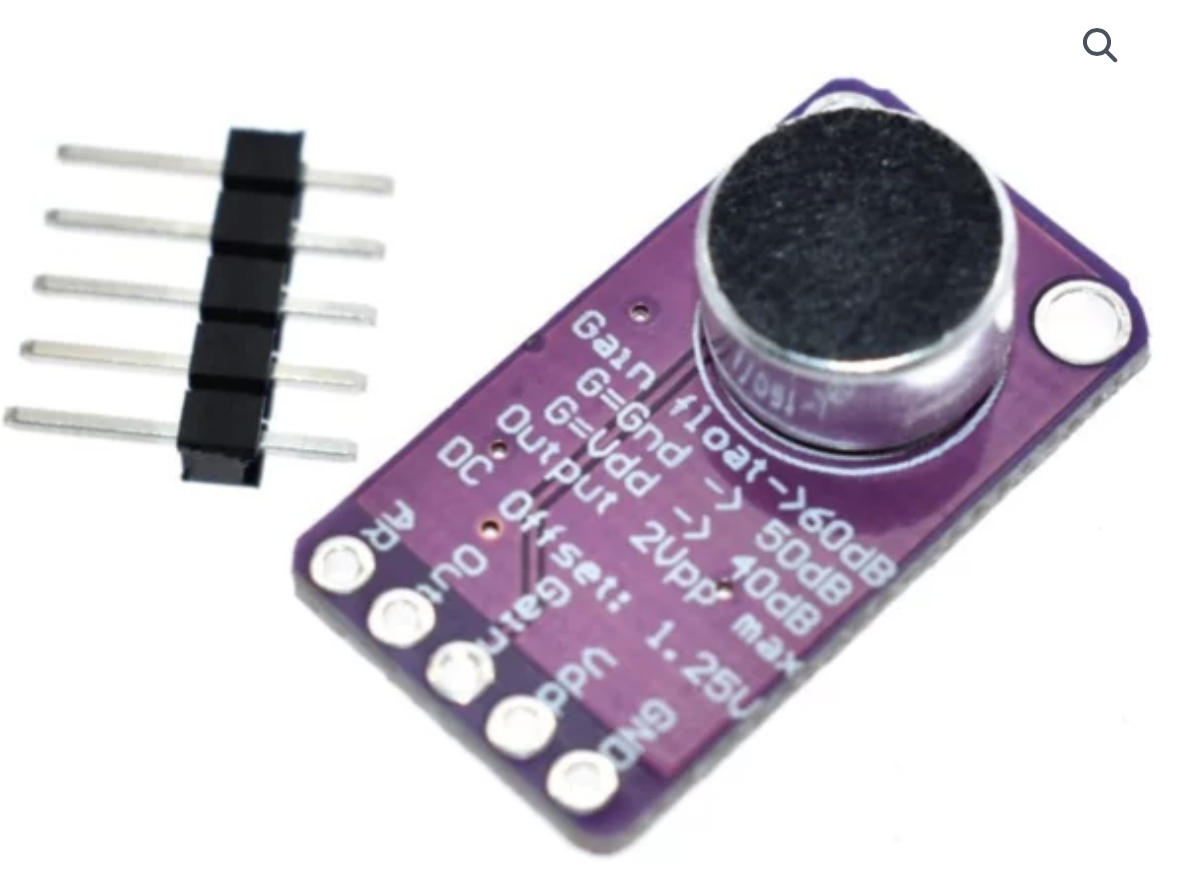 Gain float->60dB
G=Gnd -> 50dB
G=Vdd -> 40dB
Output 2Vpp max
DC Offset: 1.25V
AR
Out
Gain
Vdd
GND